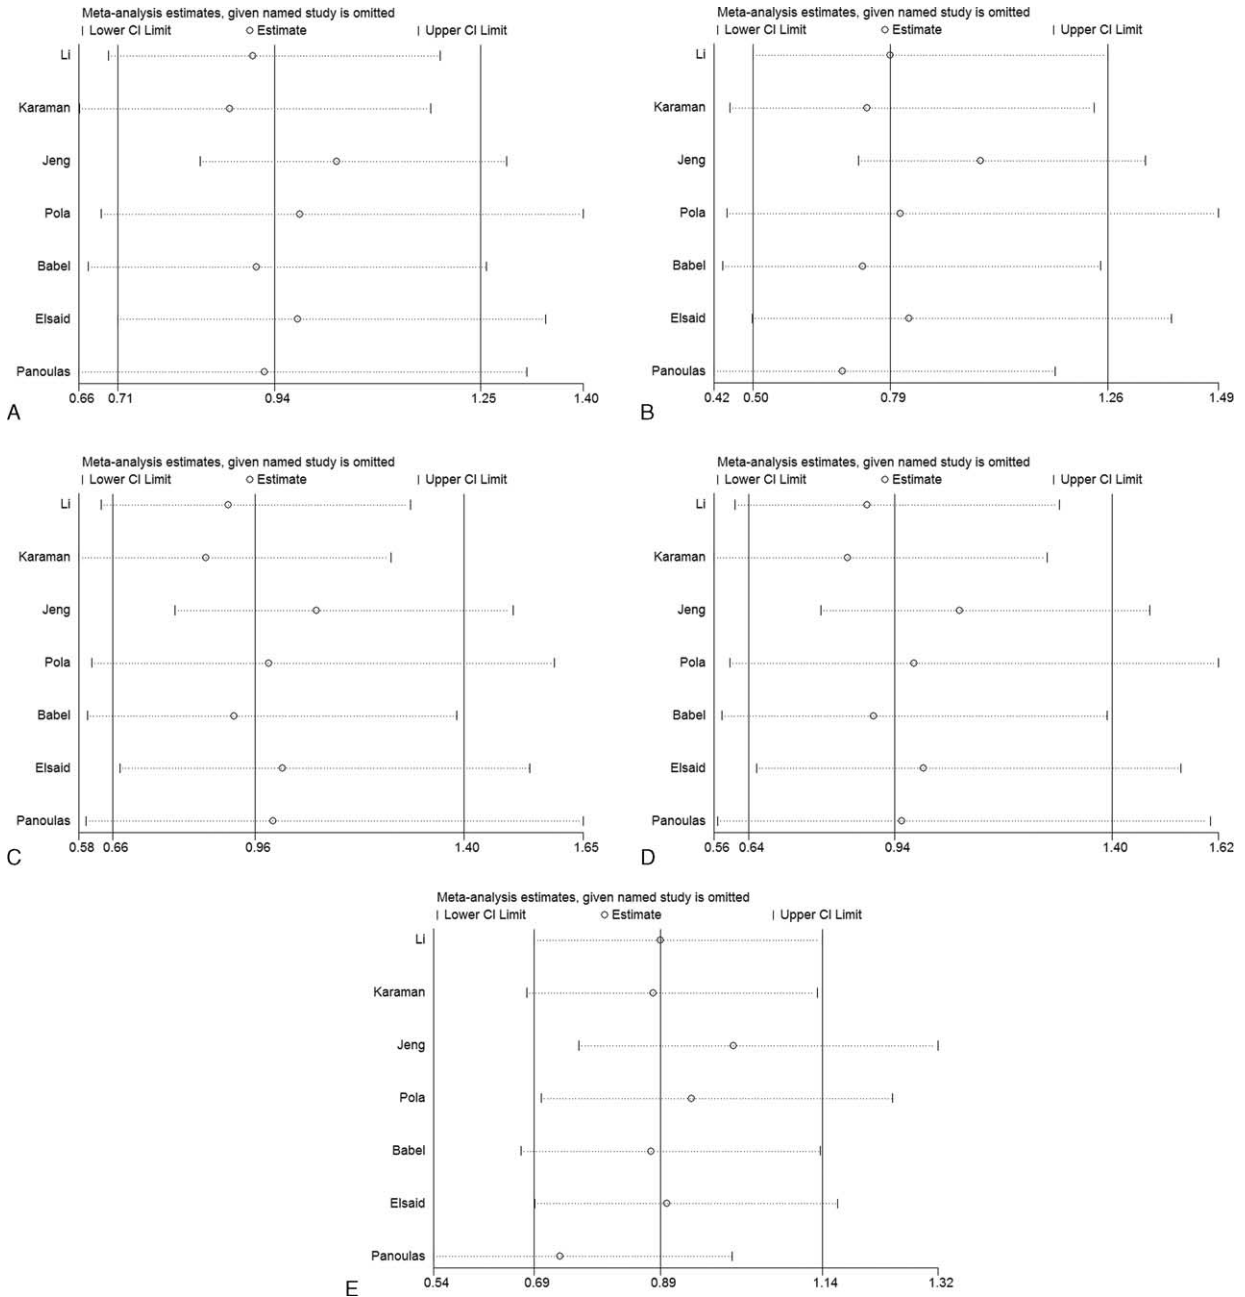 Meta-analysis estimates, given named study is omitted
| Lower CI Limit ○ Estimate | Upper CI Limit
Li
Karaman
Jeng
Pola
Babel
Elsaid
Panoulas
0.66 0.71 0.94 1.25 1.40
A
Meta-analysis estimates, given named study is omitted
| Lower CI Limit ○ Estimate | Upper CI Limit
Li
Karaman
Jeng
Pola
Babel
Elsaid
Panoulas
0.42 0.50 0.79 1.26 1.49
B
Meta-analysis estimates, given named study is omitted
| Lower CI Limit ○ Estimate | Upper CI Limit
Li
Karaman
Jeng
Pola
Babel
Elsaid
Panoulas
0.58 0.66 0.96 1.40 1.65
C
Meta-analysis estimates, given named study is omitted
| Lower CI Limit ○ Estimate | Upper CI Limit
Li
Karaman
Jeng
Pola
Babel
Elsaid
Panoulas
0.56 0.64 0.94 1.40 1.62
D
Meta-analysis estimates, given named study is omitted
| Lower CI Limit ○ Estimate | Upper CI Limit
Li
Karaman
Jeng
Pola
Babel
Elsaid
Panoulas
0.54 0.69 0.89 1.14 1.32
E